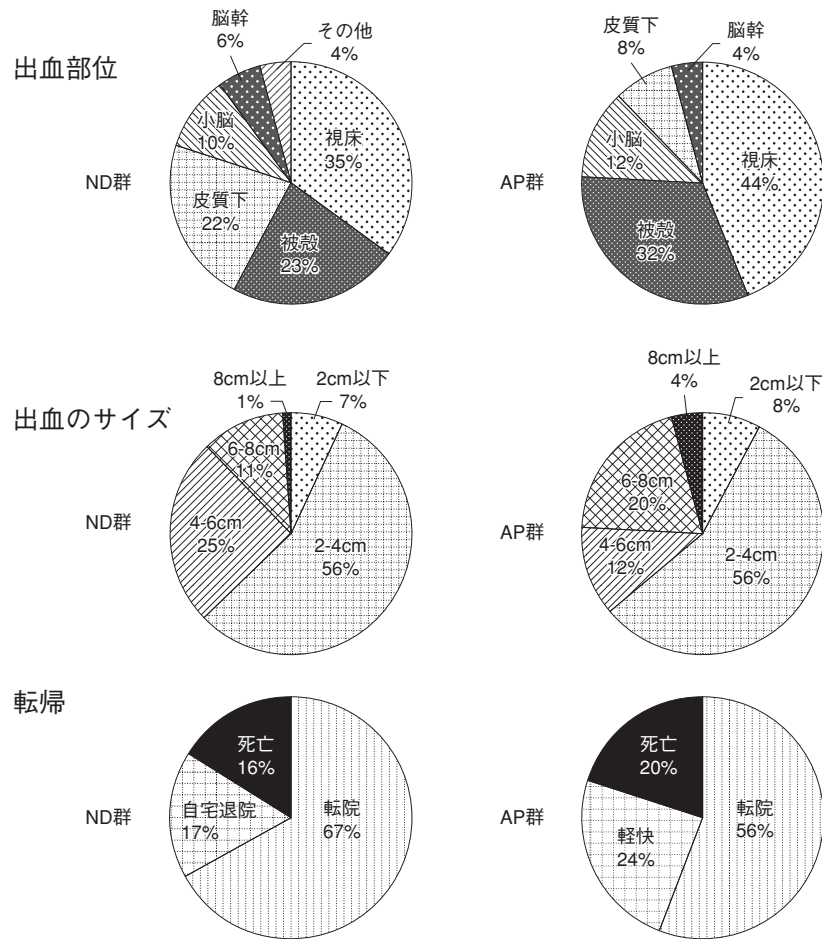 出血部位
ND群
脳幹
6%
その他
4%
小脳
10%
視床
35%
皮質下
22%
被殻
23%
AP群
皮質下
8%
脳幹
4%
小脳
12%
視床
44%
被殻
32%
出血のサイズ
ND群
8cm以上
1%
2cm以下
7%
6-8cm
11%
4-6cm
25%
2-4cm
56%
AP群
8cm以上
4%
2cm以下
8%
6-8cm
20%
4-6cm
12%
2-4cm
56%
転帰
ND群
死亡
16%
自宅退院
17%
転院
67%
AP群
死亡
20%
軽快
24%
転院
56%